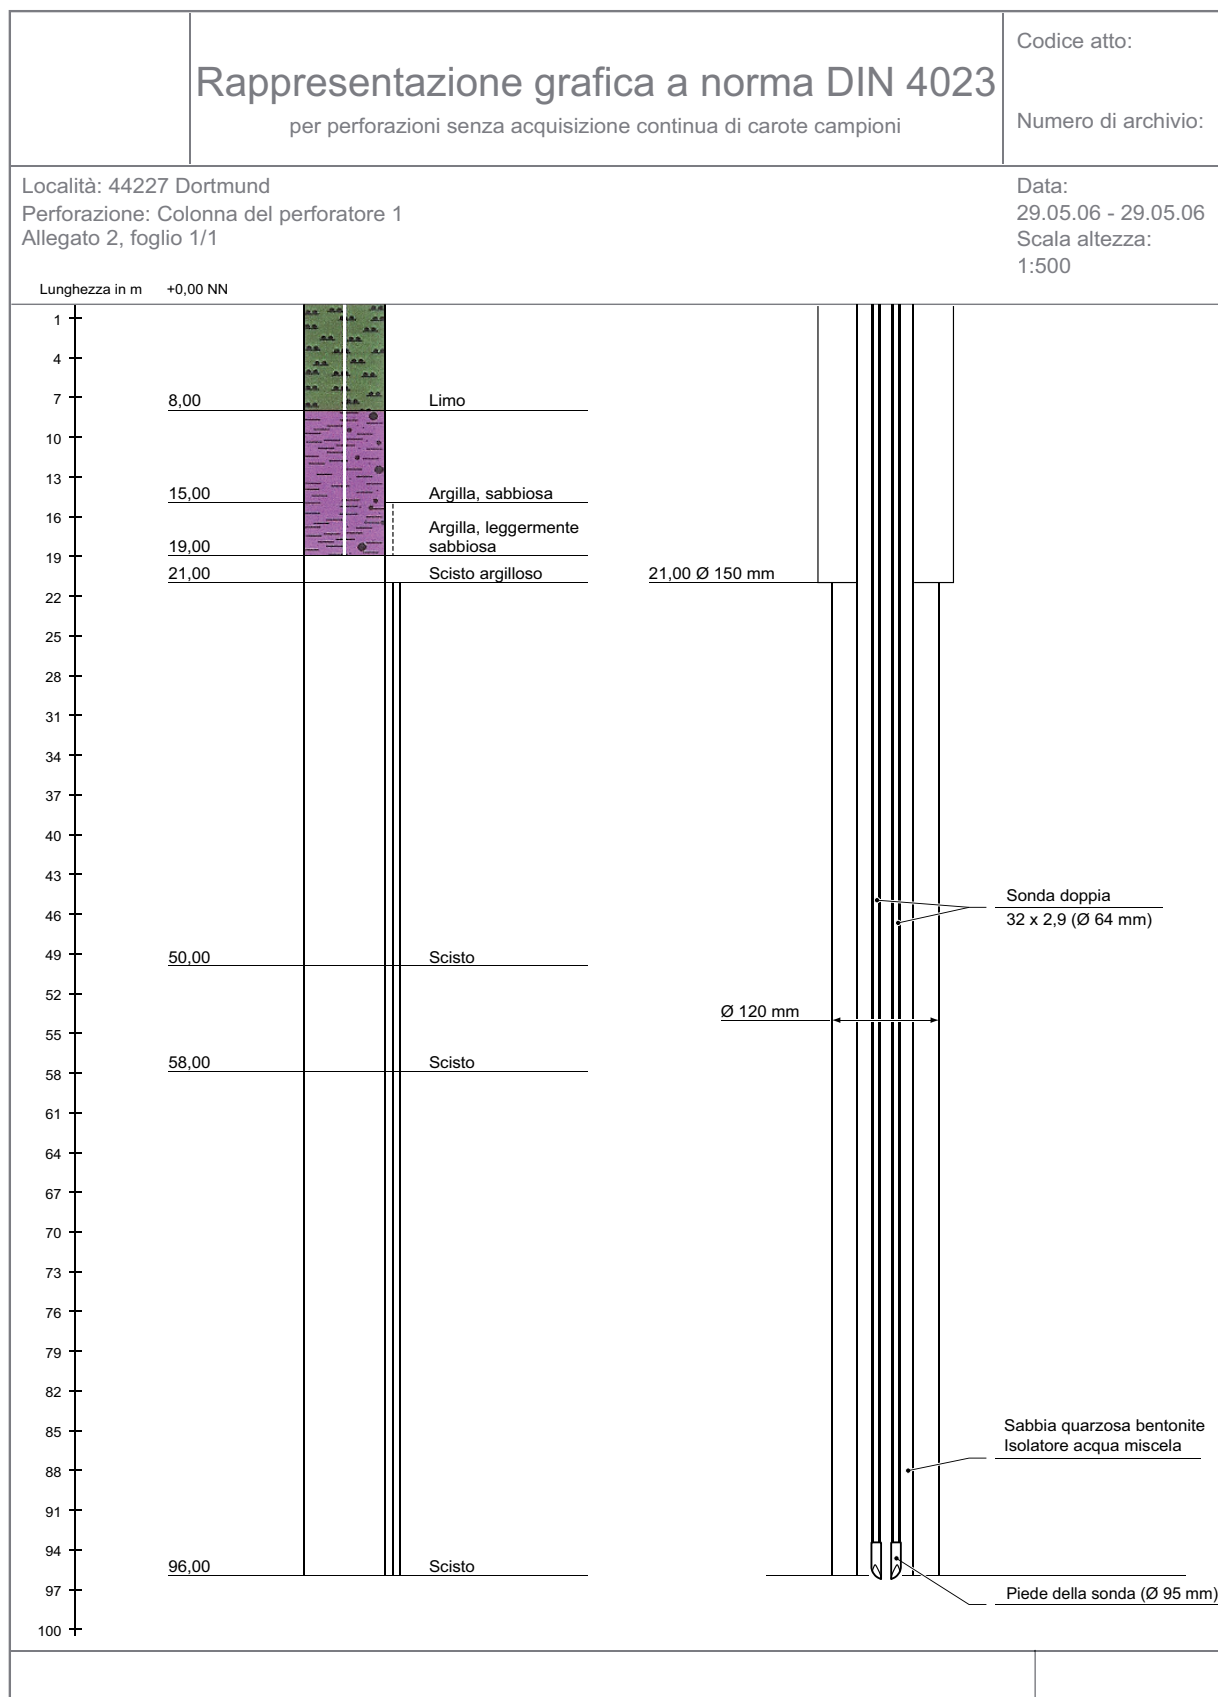 Codice atto:
Rappresentazione grafica a norma DIN 4023
per perforazioni senza acquisizione continua di carote campioni
Numero di archivio:
Località: 44227 Dortmund
Perforazione: Colonna del perforatore 1
Allegato 2, foglio 1/1
Data:
29.05.06 - 29.05.06
Scala altezza:
1:500
Lunghezza in m +0,00 NN
1
4
7
8,00 Limo
10
13
15,00 Argilla, sabbiosa
16
Argilla, leggermente
sabbiosa
19,00
19
21,00 Scisto argilloso
21,00 Ø 150 mm
22
25
28
31
34
37
40
43
Sonda doppia
32 x 2,9 (Ø 64 mm)
46
49
50,00 Scisto
52
Ø 120 mm
55
58,00 Scisto
58
61
64
67
70
73
76
79
82
85
Sabbia quarzosa bentonite
Isolatore acqua miscela
88
91
94
96,00 Scisto
97
Piede della sonda (Ø 95 mm)
100